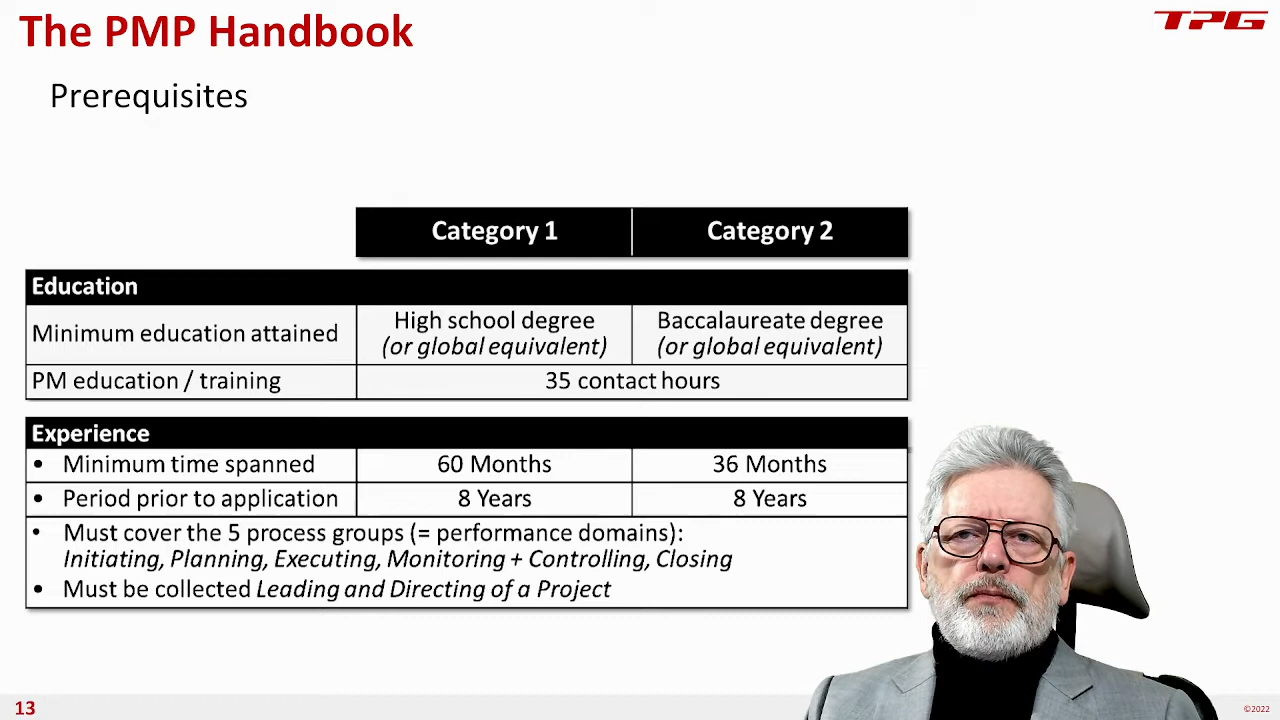 The PMP Handbook
TPG
Prerequisites
Category 1 Category 2
Education
Minimum education attained High school degree (or global equivalent) Baccalaureate degree (or global equivalent)
PM education / training 35 contact hours
Experience
• Minimum time spanned 60 Months 36 Months
• Period prior to application 8 Years 8 Years
• Must cover the 5 process groups (= performance domains):
Initiating, Planning, Executing, Monitoring + Controlling, Closing
• Must be collected Leading and Directing of a Project
13
©2022